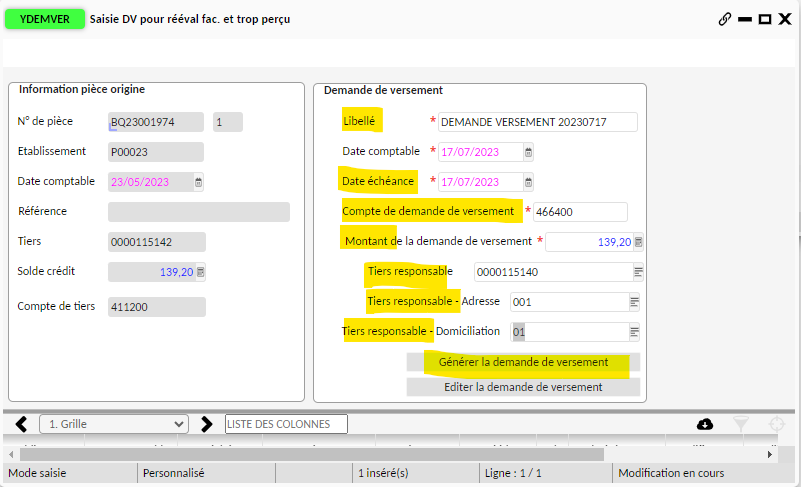 YDEMVER Saisie DV pour rééval fac. et trop perçu
Information pièce origine
N° de pièce BQ23001974 1
Etablissement P00023
Date comptable 23/05/2023
Référence
Tiers 0000115142
Solde crédit 139,20
Compte de tiers 411200
Demande de versement
Libellé * DEMANDE VERSEMENT 20230717
Date comptable * 17/07/2023
Date échéance * 17/07/2023
Compte de demande de versement * 466400
Montant de la demande de versement * 139,20
Tiers responsable 0000115140
Tiers responsable - Adresse 001
Tiers responsable - Domiciliation 01
Générer la demande de versement
Editer la demande de versement
1. Grille LISTE DES COLONNES
Mode saisie Personnalisé 1 inséré(s) Ligne : 1 / 1 Modification en cours